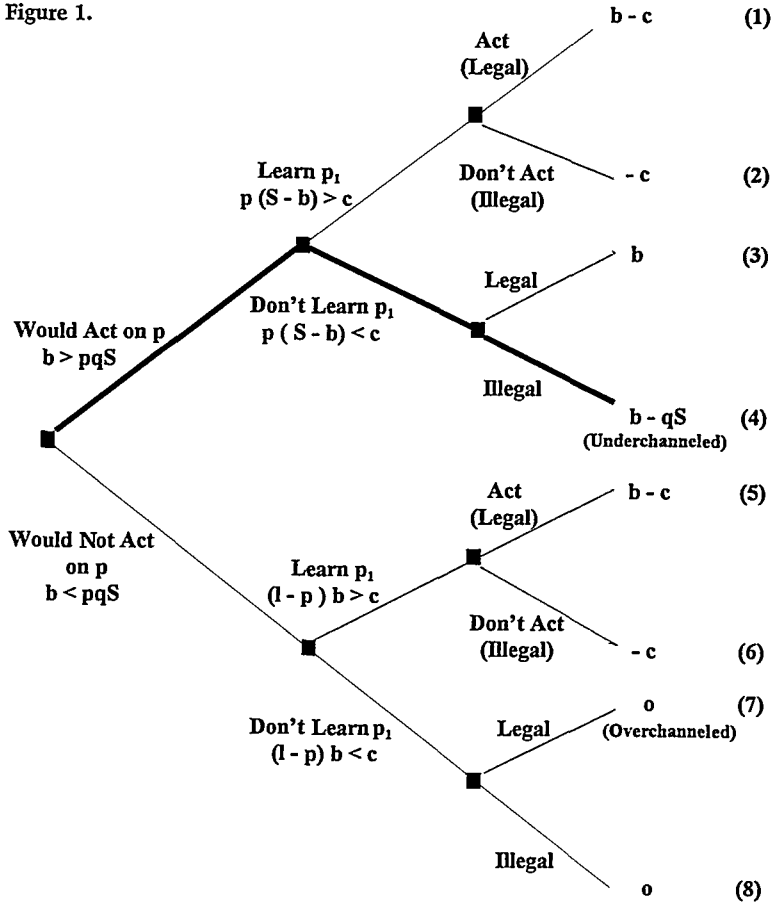 Figure 1.
b - c (1)
Act
(Legal)
Learn p₁
p (S - b) > c
Don't Act
(Illegal)
- c (2)
b (3)
Legal
Don't Learn p₁
p ( S - b) < c
Would Act on p
b > pqS
Illegal
b - qS (4)
(Underchanneled)
Act
(Legal)
b - c (5)
Would Not Act
on p
b < pqS
Learn p₁
(l - p ) b > c
Don't Act
(Illegal)
- c (6)
o (7)
(Overchanneled)
Legal
Don't Learn p₁
(l - p) b < c
Illegal
o (8)